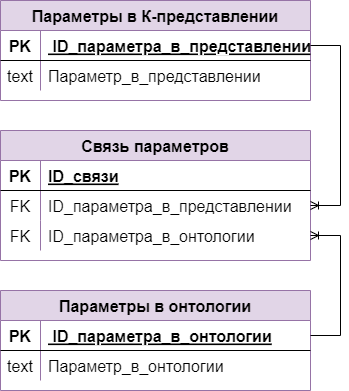 Параметры в К-представлении
PK ID_параметра_в_представлении
text Параметр_в_представлении
Связь параметров
PK ID_связи
FK ID_параметра_в_представлении
FK ID_параметра_в_онтологии
Параметры в онтологии
PK ID_параметра_в_онтологии
text Параметр_в_онтологии